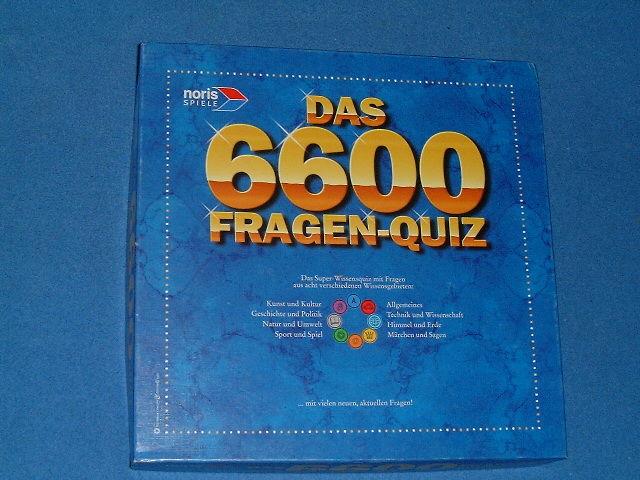 noris
SPIELE
DAS
6600
FRAGEN-QUIZ
Das Super-Wissensquiz mit Fragen
aus acht verschiedenen Wissensgebieten:
Kunst und Kultur
Geschichte und Politik
Natur und Umwelt
Sport und Spiel
Allgemeines
Technik und Wissenschaft
Himmel und Erde
Märchen und Sagen
... mit vielen neuen, aktuellen Fragen!
6600